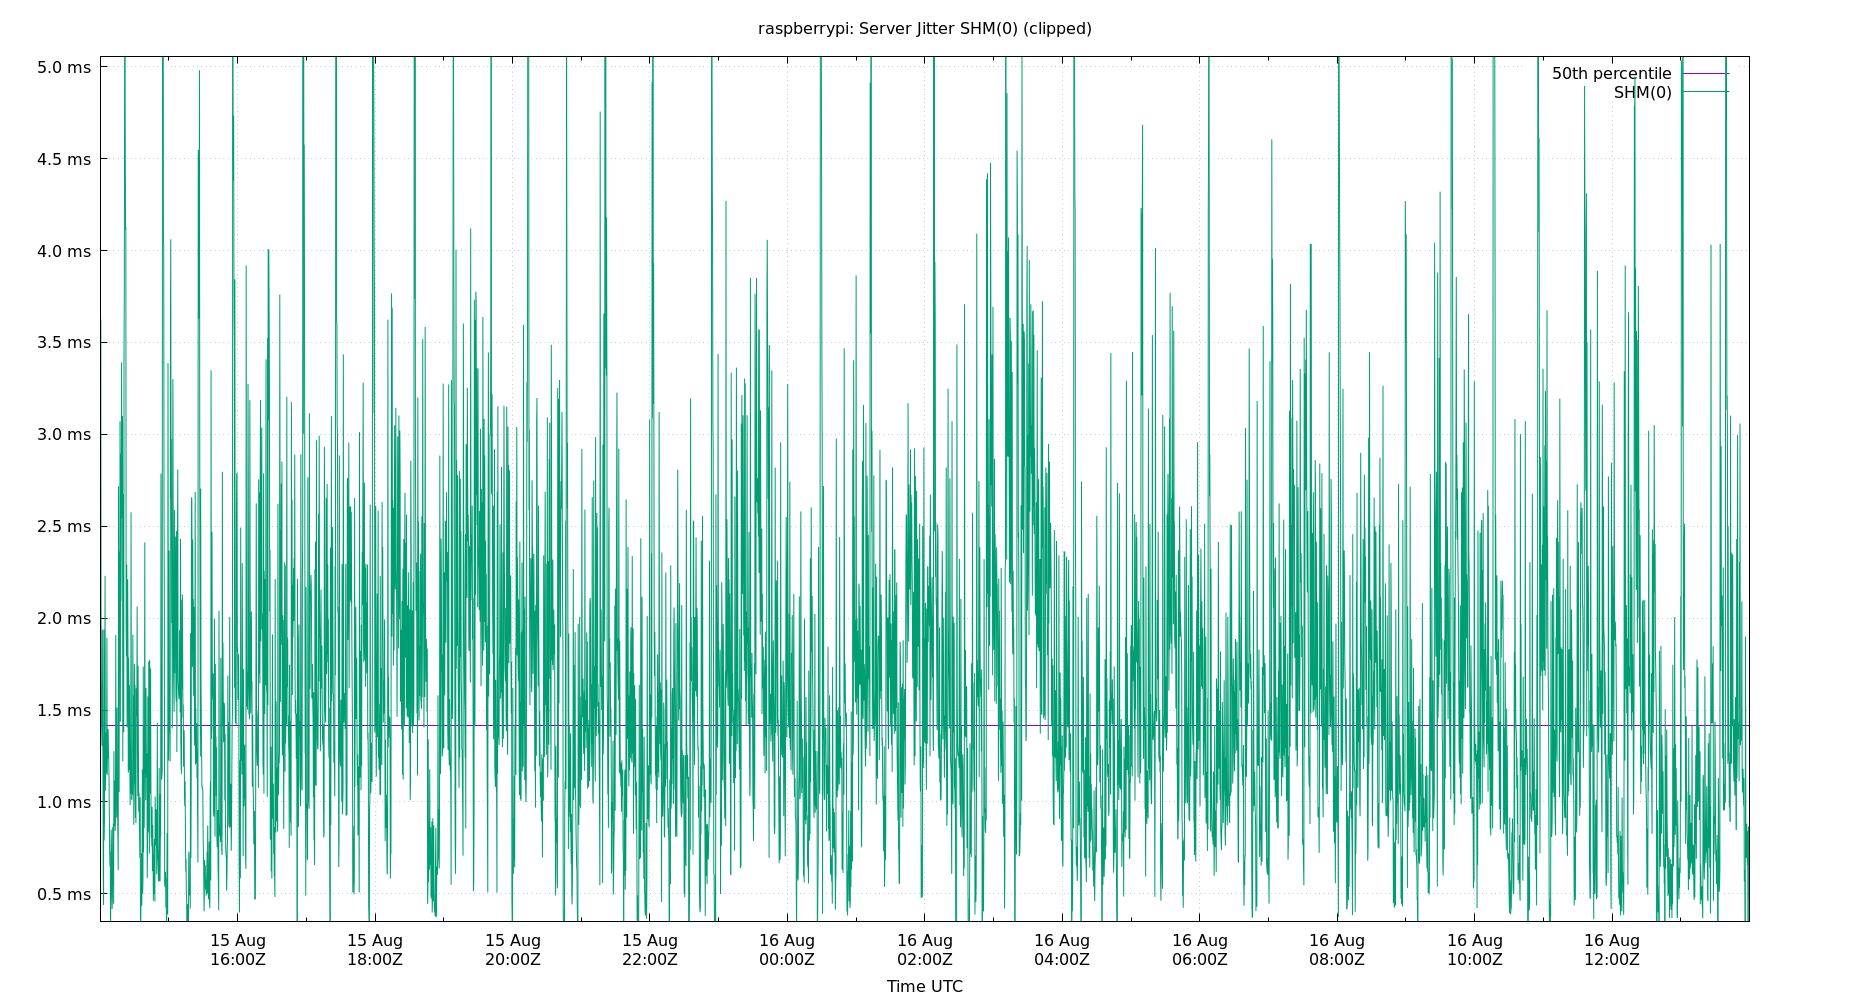 raspberrypi: Server Jitter SHM(0) (clipped)
5.0 ms
4.5 ms
4.0 ms
3.5 ms
3.0 ms
2.5 ms
2.0 ms
1.5 ms
1.0 ms
0.5 ms
50th percentile
SHM(0)
15 Aug 15 Aug 15 Aug 15 Aug 16 Aug 16 Aug 16 Aug 16 Aug 16 Aug 16 Aug 16 Aug
16:00Z 18:00Z 20:00Z 22:00Z 00:00Z 02:00Z 04:00Z 06:00Z 08:00Z 10:00Z 12:00Z
Time UTC